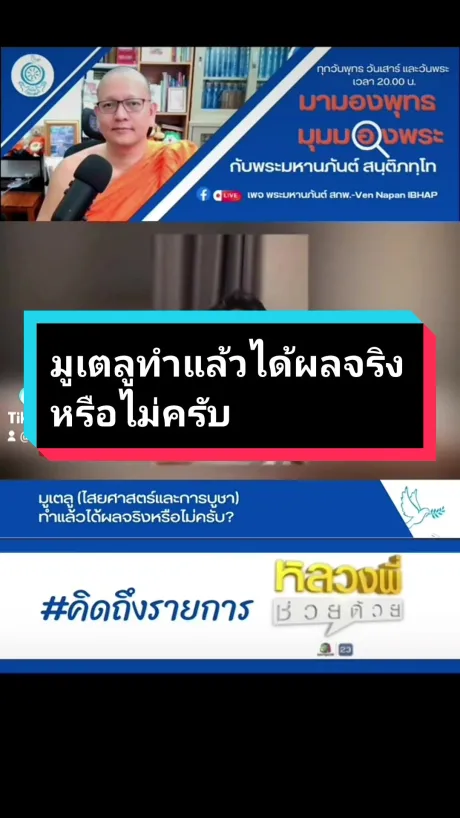 ทุกวันพุทธ วันเสาร์ และวันพระ
เวลา 20.00 น.
มามองพุทธ
มุมมองพระ
กับพระมหานภันต์ สนฺติภทฺโท
LIVE เพจ พระมหานภันต์ สกพ.-Ven Napan IBHAP
มูเตลูทำแล้วได้ผลจริง
หรือไม่ครับ
มูเตลู (ไสยศาสตร์และการบูชา)
ทำแล้วได้ผลจริงหรือไม่ครับ?
#คิดถึงรายการ
หลวงพี่
ช่วยด้วย
23